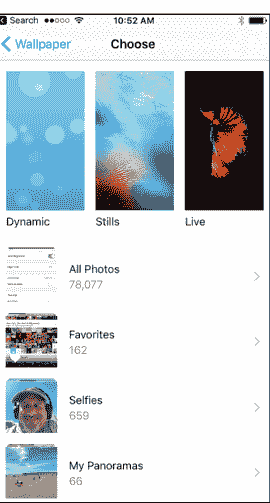 Search 10:52 AM
Wallpaper Choose
Dynamic Stills Live
All Photos
78,077
Favorites
162
Selfies
659
My Panoramas
66